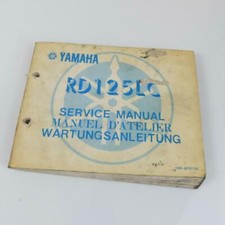 YAMAHA
RD125LC
SERVICE MANUAL
MANUEL D'ATELIER
WARTUNGSANLEITUNG